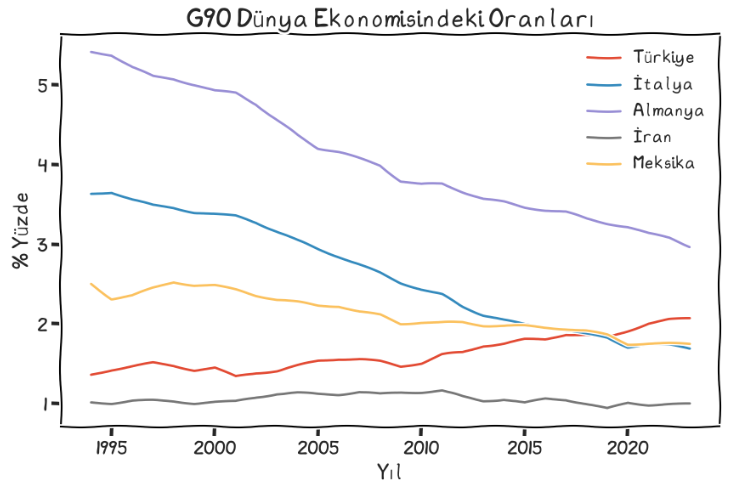 G90 Dünya Ekonomisindeki Oranları
Türkiye
İtalya
Almanya
İran
Meksika
% Yüzde
5
4
3
2
1
1995 2000 2005 2010 2015 2020
Yıl